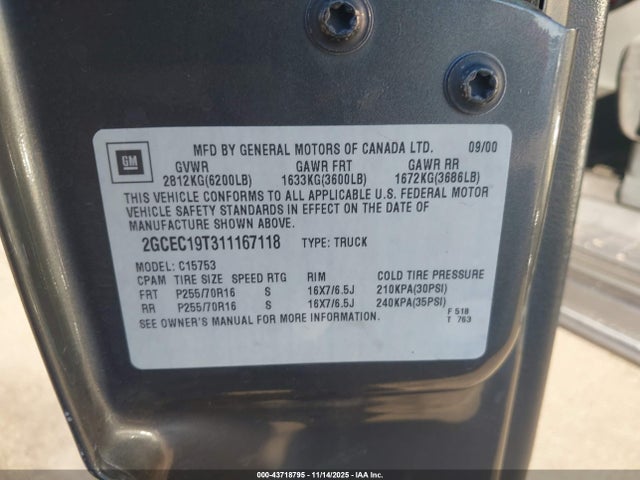 GM
MFD BY GENERAL MOTORS OF CANADA LTD. 09/00
GVWR GAWR FRT GAWR RR
2812KG(6200LB) 1633KG(3600LB) 1672KG(3686LB)
THIS VEHICLE CONFORMS TO ALL APPLICABLE U.S. FEDERAL MOTOR
VEHICLE SAFETY STANDARDS IN EFFECT ON THE DATE OF
MANUFACTURE SHOWN ABOVE.
2GCEC19T311167118 TYPE: TRUCK
MODEL: C15753
CPAM TIRE SIZE SPEED RTG RIM COLD TIRE PRESSURE
FRT P255/70R16 S 16X7/6.5J 210KPA(30PSI)
RR P255/70R16 S 16X7/6.5J 240KPA(35PSI)
SEE OWNER'S MANUAL FOR MORE INFORMATION.
F 518
T 763
000-43718795 - 11/14/2025 - IAA Inc.